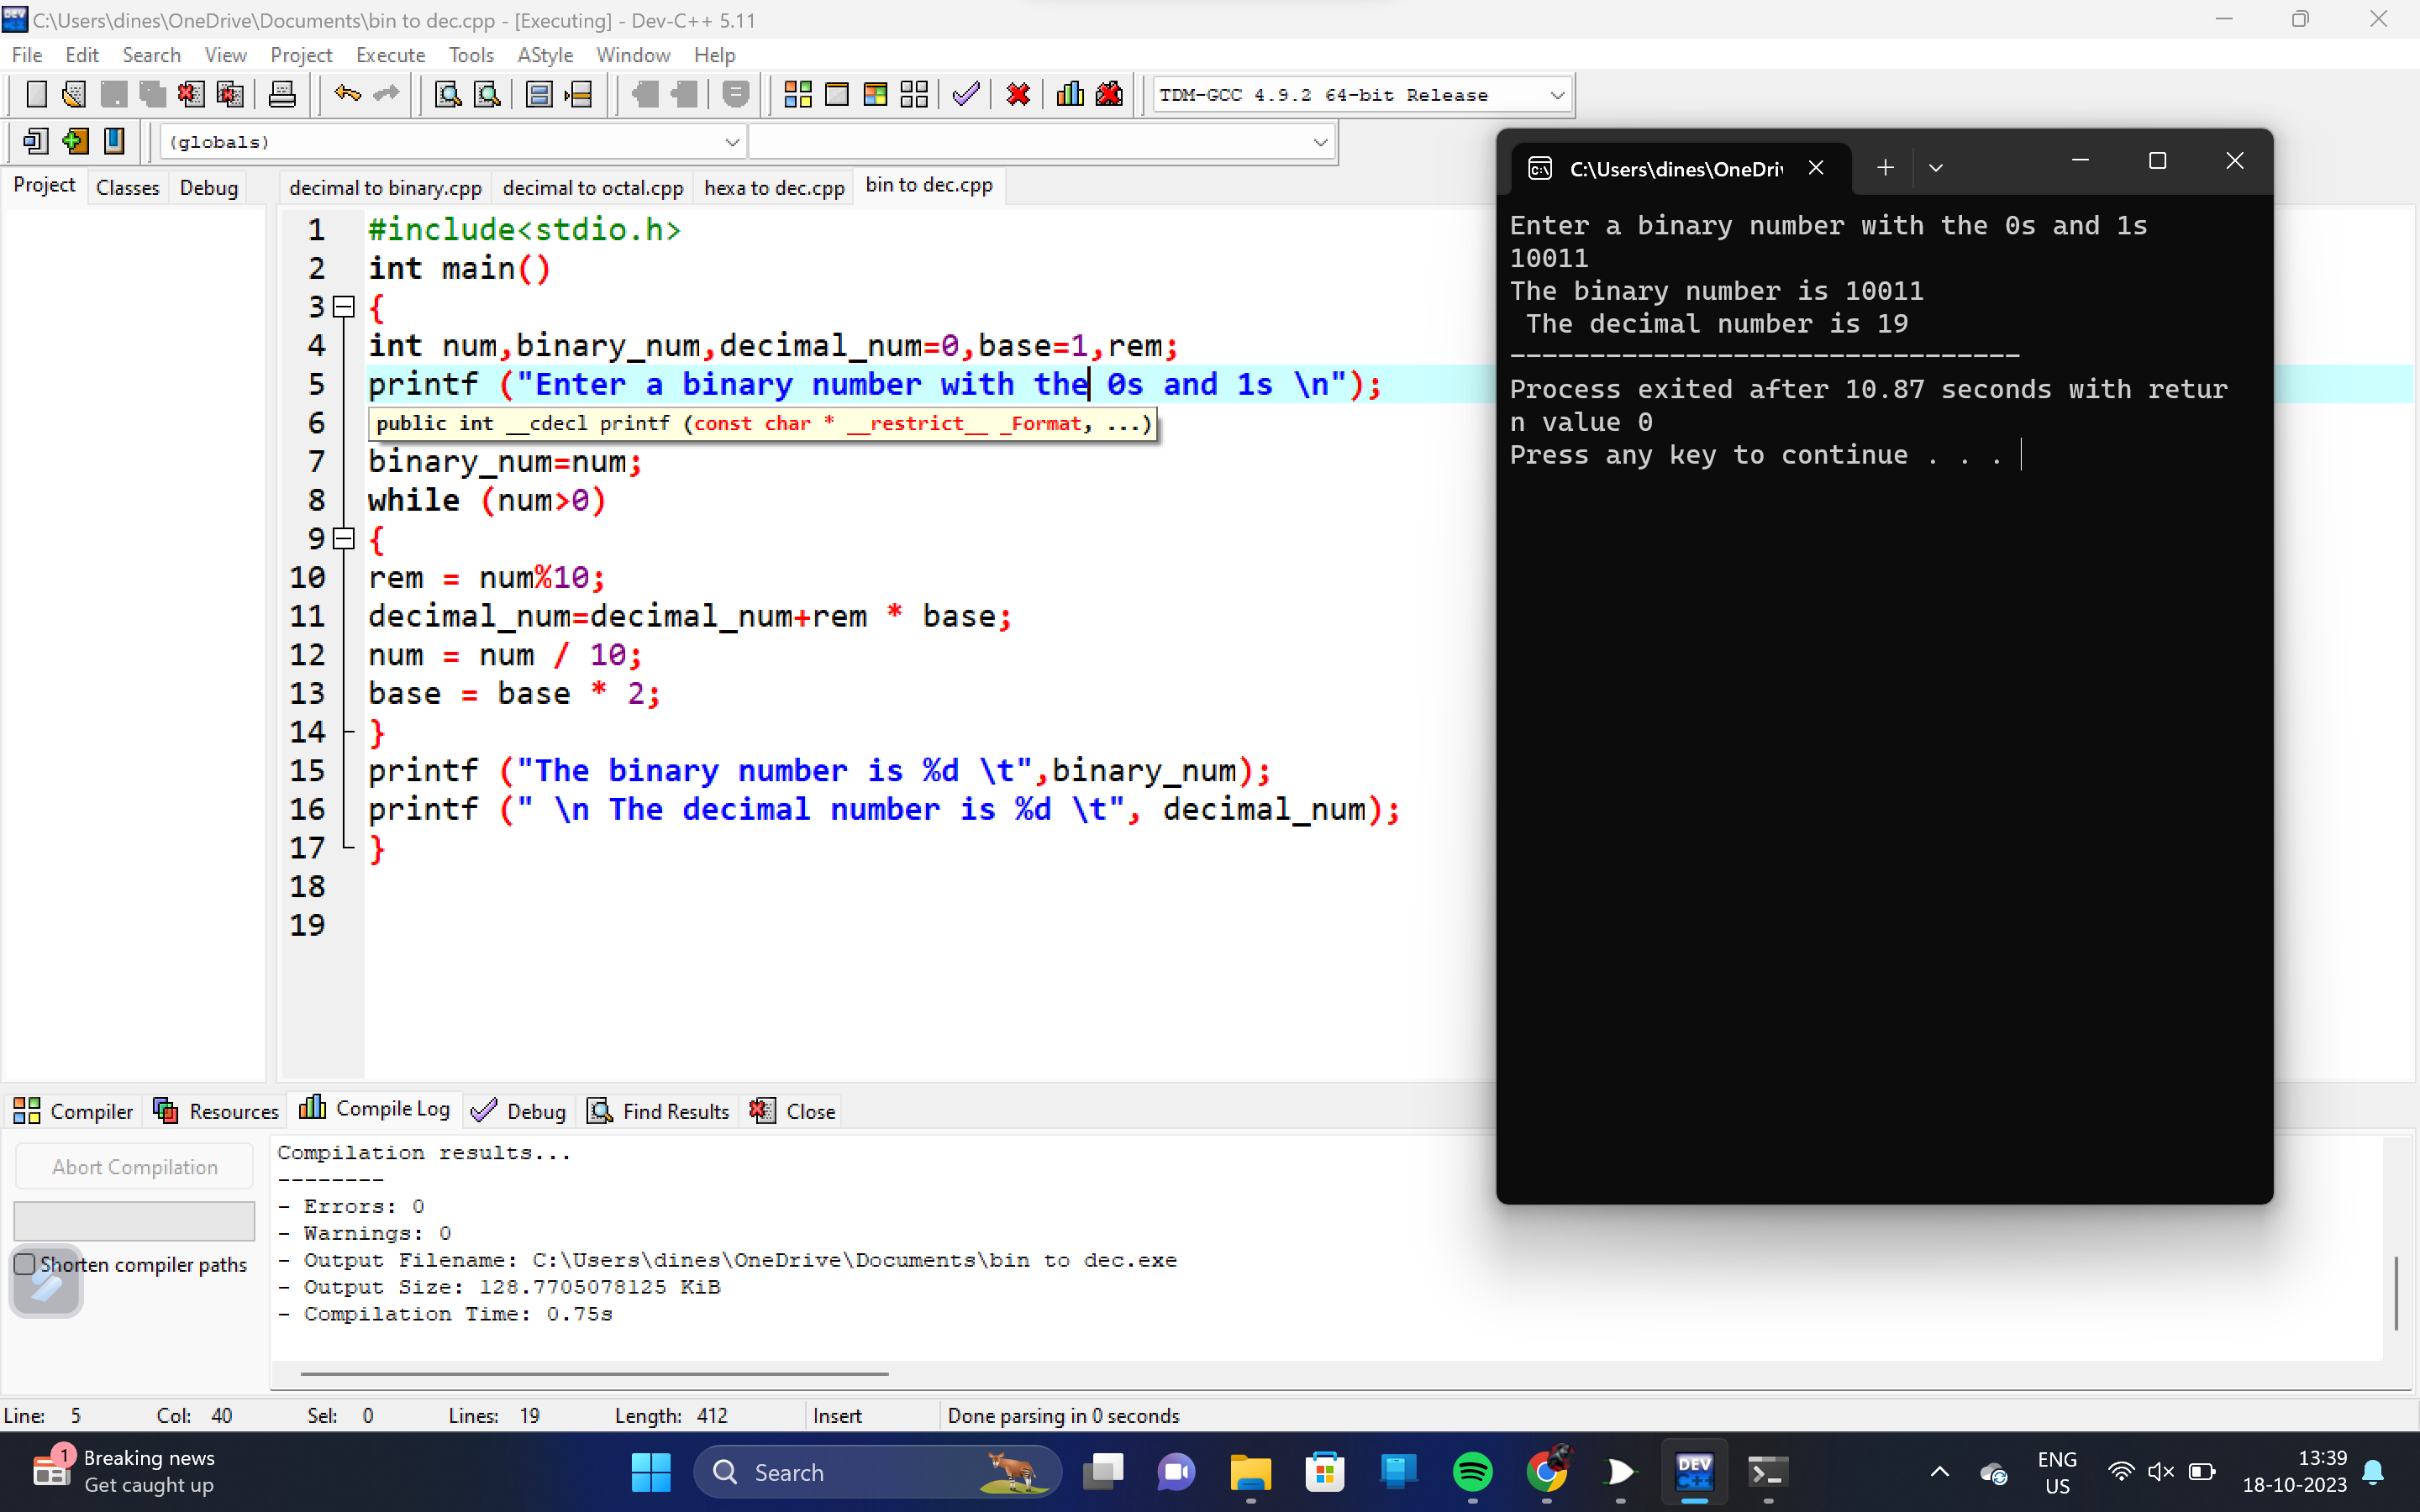 C:\Users\dines\OneDrive\Documents\bin to dec.cpp - [Executing] - Dev-C++ 5.11
File Edit Search View Project Execute Tools AStyle Window Help
TDM-GCC 4.9.2 64-bit Release
(globals)
Project Classes Debug
decimal to binary.cpp decimal to octal.cpp hexa to dec.cpp bin to dec.cpp
1 #include<stdio.h>
2 int main()
3 {
4 int num,binary_num,decimal_num=0,base=1,rem;
5 printf ("Enter a binary number with the 0s and 1s \n");
6 public int __cdecl printf (const char * __restrict__ _Format, ...)
7 binary_num=num;
8 while (num>0)
9 {
10 rem = num%10;
11 decimal_num=decimal_num+rem * base;
12 num = num / 10;
13 base = base * 2;
14 }
15 printf ("The binary number is %d \t",binary_num);
16 printf (" \n The decimal number is %d \t", decimal_num);
17 }
18
19
C:\Users\dines\OneDri
Enter a binary number with the 0s and 1s
10011
The binary number is 10011
 The decimal number is 19
--------------------------------
Process exited after 10.87 seconds with retur
n value 0
Press any key to continue . . .
Compiler Resources Compile Log Debug Find Results Close
Abort Compilation
Shorten compiler paths
Compilation results...
--------
- Errors: 0
- Warnings: 0
- Output Filename: C:\Users\dines\OneDrive\Documents\bin to dec.exe
- Output Size: 128.7705078125 KiB
- Compilation Time: 0.75s
Line: 5 Col: 40 Sel: 0 Lines: 19 Length: 412 Insert Done parsing in 0 seconds
1
Breaking news
Get caught up
Search
DEV
C++
ENG
US
13:39
18-10-2023